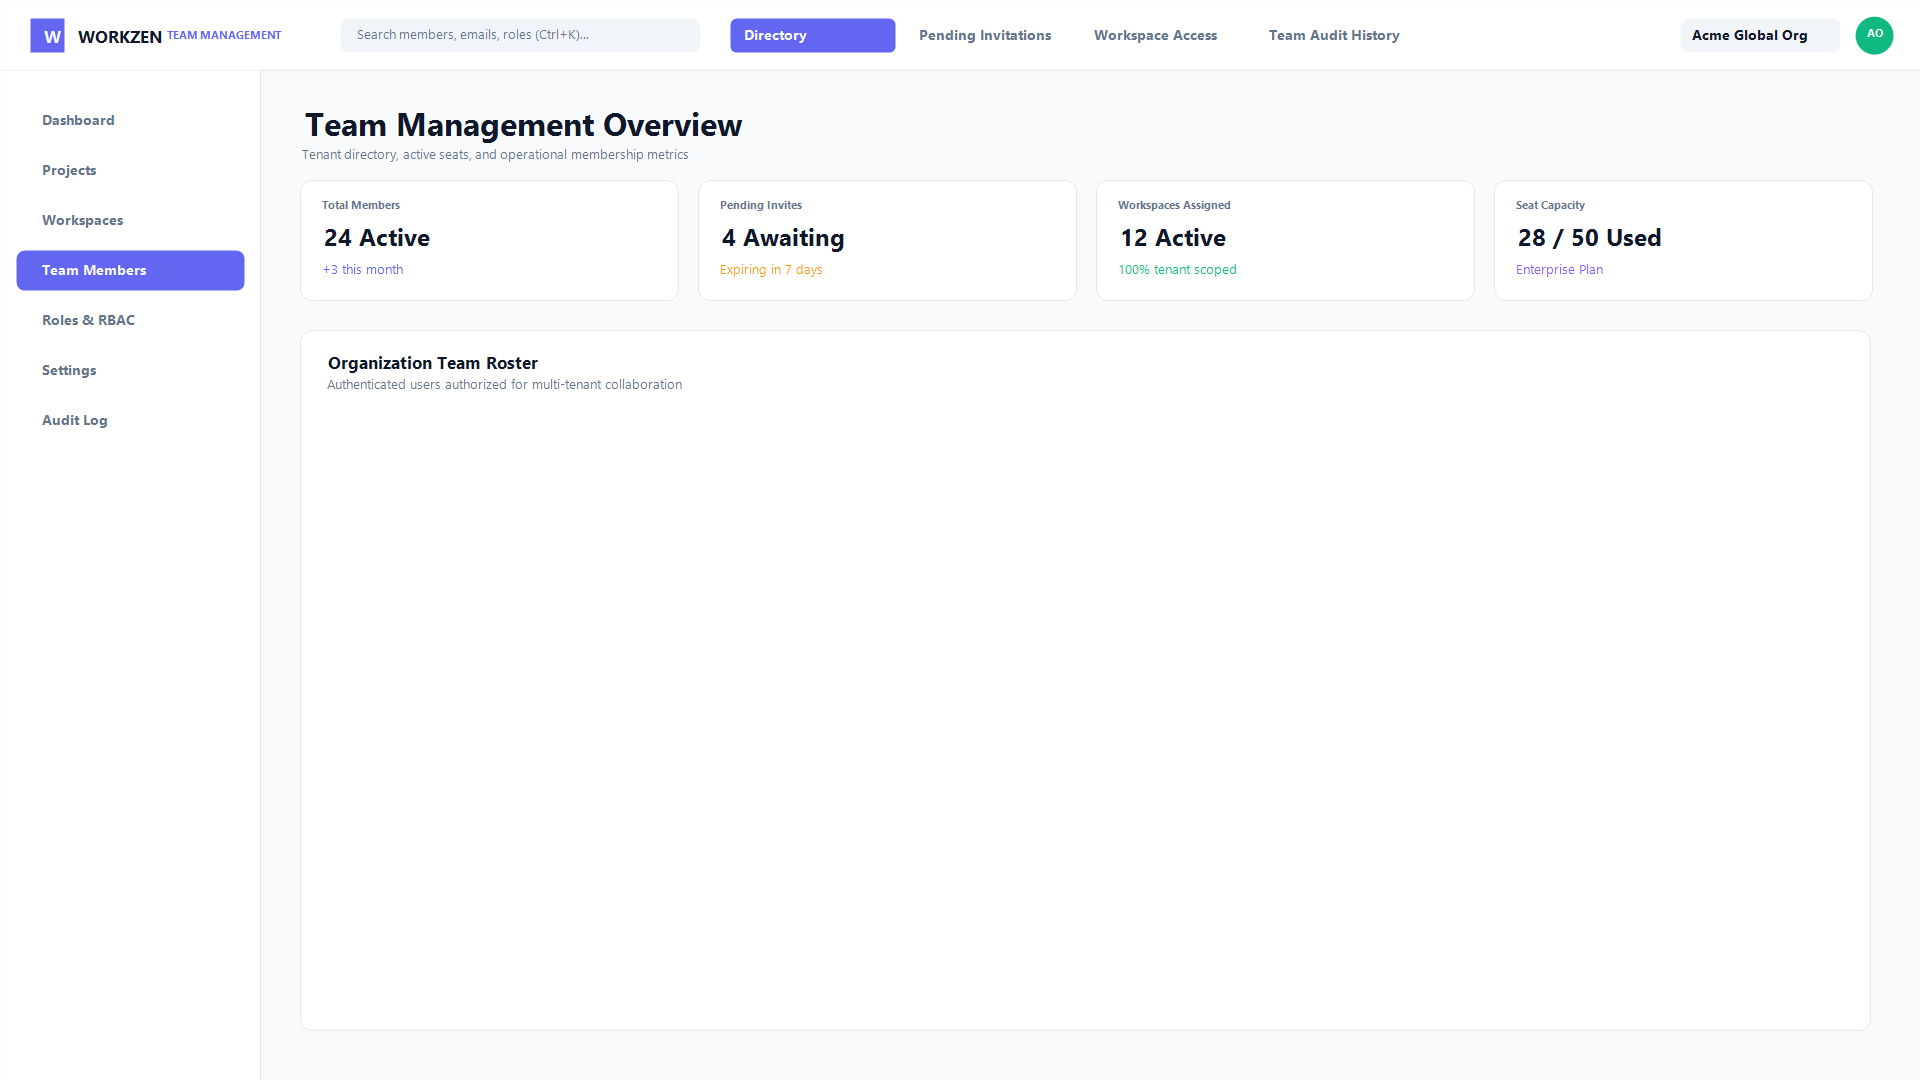 W WORKZEN TEAM MANAGEMENT
Search members, emails, roles (Ctrl+K)...
Directory
Pending Invitations
Workspace Access
Team Audit History
Acme Global Org
AO
Dashboard
Projects
Workspaces
Team Members
Roles & RBAC
Settings
Audit Log
Team Management Overview
Tenant directory, active seats, and operational membership metrics
Total Members
24 Active
+3 this month
Pending Invites
4 Awaiting
Expiring in 7 days
Workspaces Assigned
12 Active
100% tenant scoped
Seat Capacity
28 / 50 Used
Enterprise Plan
Organization Team Roster
Authenticated users authorized for multi-tenant collaboration